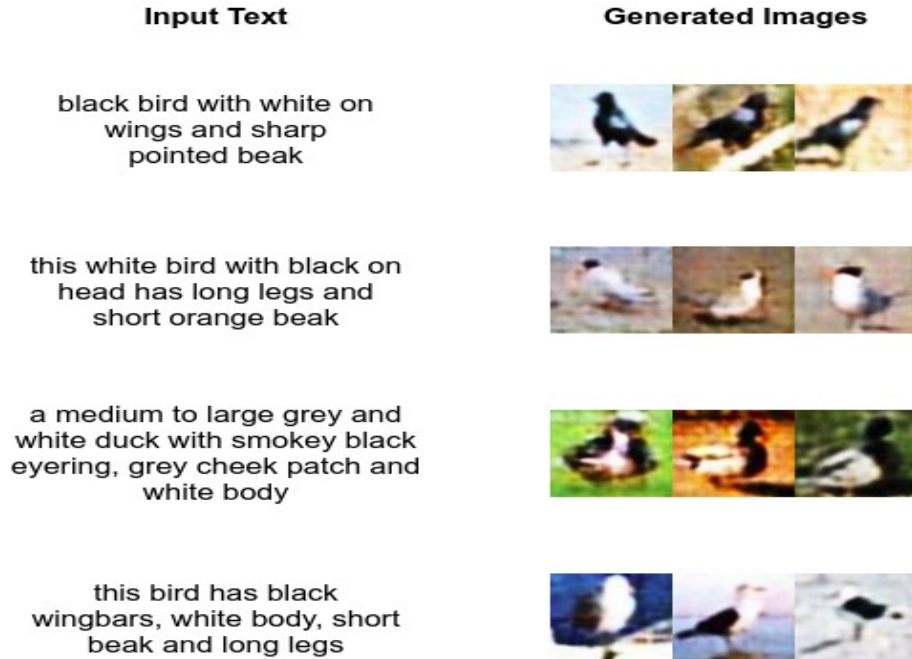 Input Text
Generated Images
black bird with white on
wings and sharp
pointed beak
this white bird with black on
head has long legs and
short orange beak
a medium to large grey and
white duck with smokey black
eyering, grey cheek patch and
white body
this bird has black
wingbars, white body, short
beak and long legs